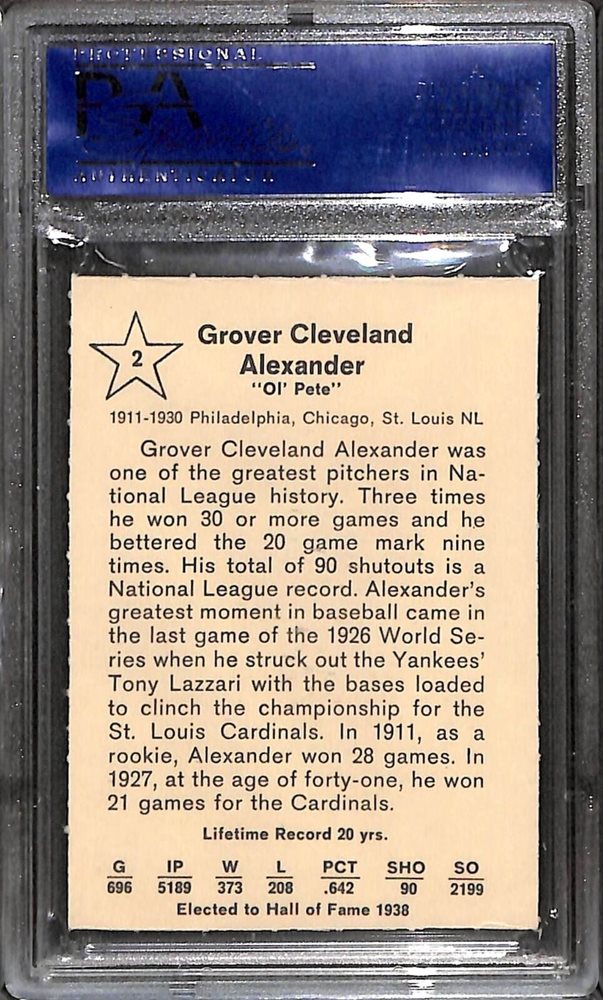 PROFESSIONAL
AUTHENTICATOR
2
Grover Cleveland
Alexander
"Ol' Pete"
1911-1930 Philadelphia, Chicago, St. Louis NL
Grover Cleveland Alexander was
one of the greatest pitchers in Na-
tional League history. Three times
he won 30 or more games and he
bettered the 20 game mark nine
times. His total of 90 shutouts is a
National League record. Alexander's
greatest moment in baseball came in
the last game of the 1926 World Se-
ries when he struck out the Yankees'
Tony Lazzari with the bases loaded
to clinch the championship for the
St. Louis Cardinals. In 1911, as a
rookie, Alexander won 28 games. In
1927, at the age of forty-one, he won
21 games for the Cardinals.
Lifetime Record 20 yrs.
G IP W L PCT SHO SO
696 5189 373 208 .642 90 2199
Elected to Hall of Fame 1938